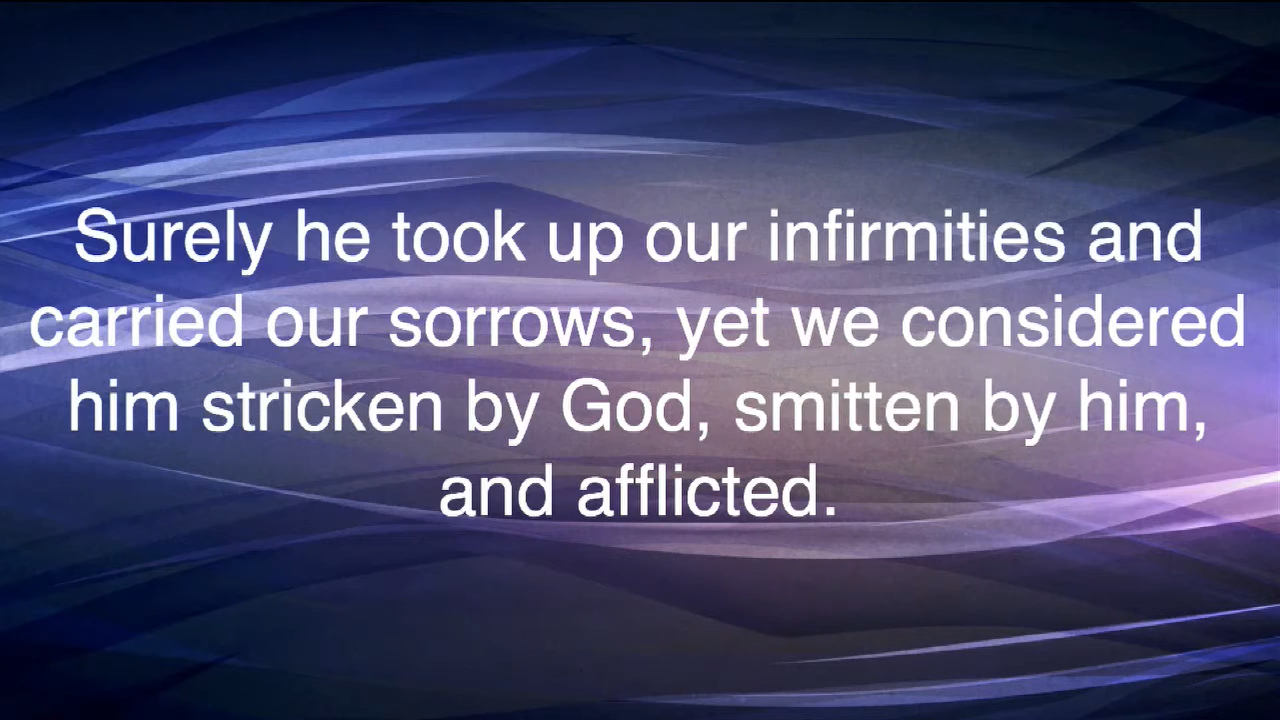 Surely he took up our infirmities and
carried our sorrows, yet we considered
him stricken by God, smitten by him,
and afflicted.